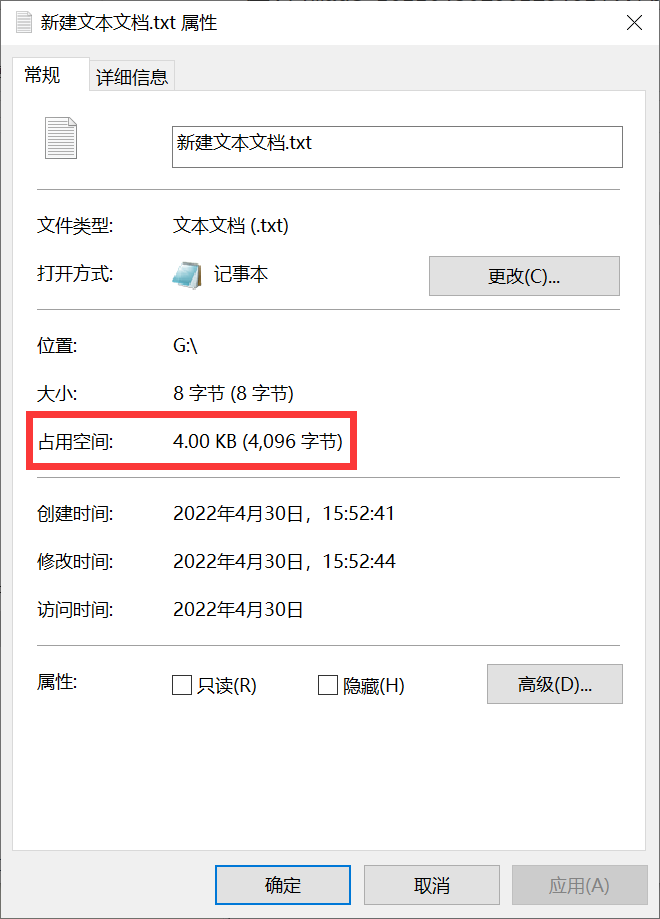 新建文本文档.txt 属性
常规 详细信息
新建文本文档.txt
文件类型: 文本文档 (.txt)
打开方式: 记事本 更改(C)...
位置: G:\
大小: 8 字节 (8 字节)
占用空间: 4.00 KB (4,096 字节)
创建时间: 2022年4月30日，15:52:41
修改时间: 2022年4月30日，15:52:44
访问时间: 2022年4月30日
属性: 只读(R) 隐藏(H) 高级(D)...
确定 取消 应用(A)